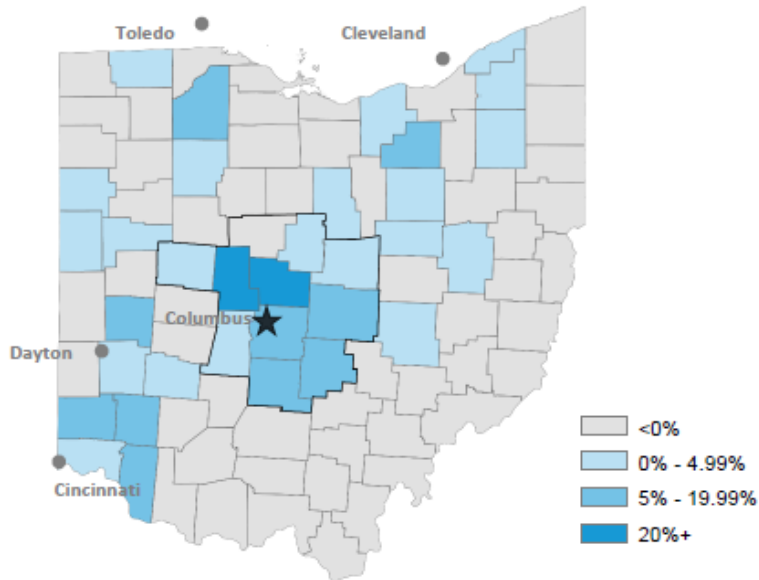 Toledo
Cleveland
Columbus
Dayton
Cincinnati
<0%
0% - 4.99%
5% - 19.99%
20%+